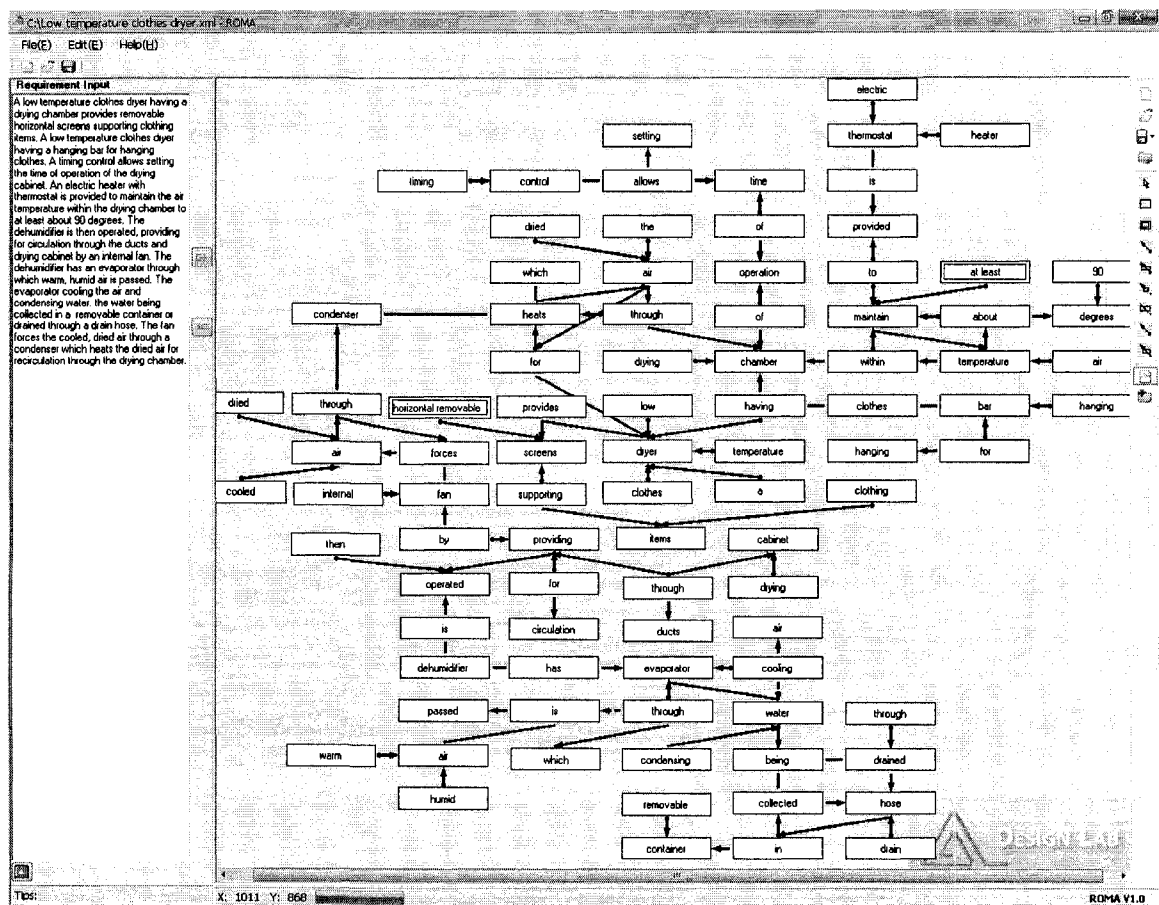 C:\Low temperature clothes dryer.xml - ROMA
File(F) Edit(E) Help(H)
Requirement Input
A low temperature clothes dryer having a
drying chamber provides removable
horizontal screens supporting clothing
items. A low temperature clothes dryer
having a hanging bar for hanging
clothes. A timing control allows setting
the time of operation of the drying
cabinet. An electric heater with
thermostat is provided to maintain the air
temperature within the drying chamber to
at least about 90 degrees. The
dehumidifier is then operated, providing
for circulation through the ducts and
drying cabinet by an internal fan. The
dehumidifier has an evaporator through
which warm, humid air is passed. The
evaporator cooling the air and
condensing water, the water being
collected in a removable container or
drained through a drain hose. The fan
forces the cooled, dried air through a
condenser which heats the dried air for
recirculation through the drying chamber.
electric
setting thermostat heater
timing control allows time is
dried the of provided
which air operation to at least 90
condenser heats through of maintain about degrees
for drying chamber within temperature air
dried through horizontal removable provides low having clothes bar hanging
air forces screens dryer temperature hanging for
cooled internal fan supporting clothes a clothing
then by providing items cabinet
operated for through drying
is circulation ducts air
dehumidifier has evaporator cooling
passed is through water through
warm air which condensing being drained
humid removable collected hose
container in drain
DESIGN LAB
Tips: X: 1011 Y: 868 ROMA V1.0